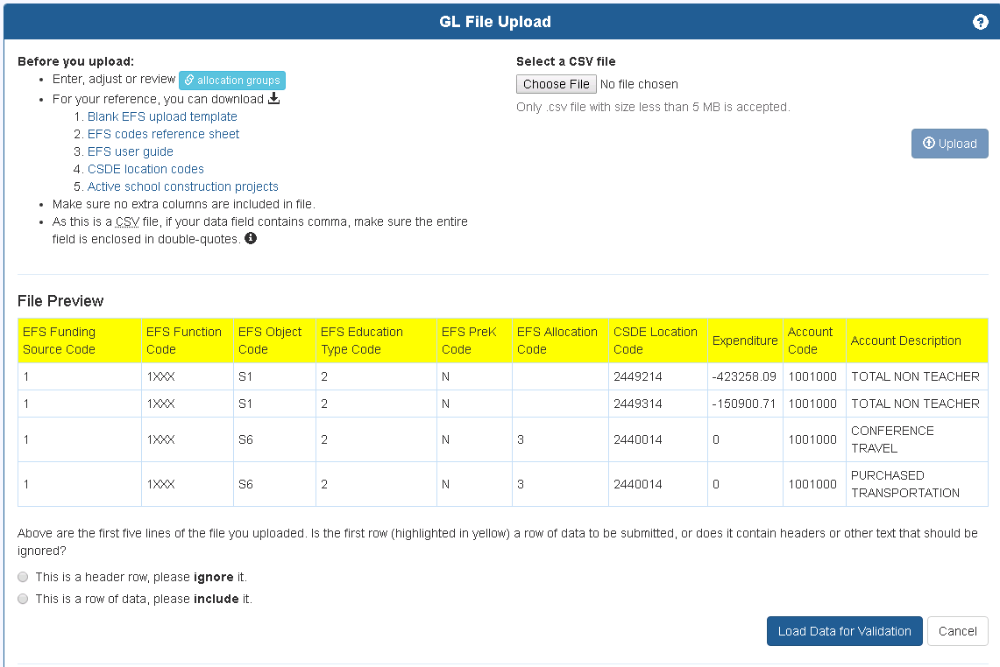 GL File Upload
?
Before you upload:
Enter, adjust or review allocation groups
For your reference, you can download
1. Blank EFS upload template
2. EFS codes reference sheet
3. EFS user guide
4. CSDE location codes
5. Active school construction projects
Make sure no extra columns are included in file.
As this is a CSV file, if your data field contains comma, make sure the entire
field is enclosed in double-quotes.
Select a CSV file
Choose File No file chosen
Only .csv file with size less than 5 MB is accepted.
Upload
File Preview
EFS Funding Source Code EFS Function Code EFS Object Code EFS Education Type Code EFS PreK Code EFS Allocation Code CSDE Location Code Expenditure Account Code Account Description
1 1XXX S1 2 N 2449214 -423258.09 1001000 TOTAL NON TEACHER
1 1XXX S1 2 N 2449314 -150900.71 1001000 TOTAL NON TEACHER
1 1XXX S6 2 N 3 2440014 0 1001000 CONFERENCE TRAVEL
1 1XXX S6 2 N 3 2440014 0 1001000 PURCHASED TRANSPORTATION
Above are the first five lines of the file you uploaded. Is the first row (highlighted in yellow) a row of data to be submitted, or does it contain headers or other text that should be
ignored?
This is a header row, please ignore it.
This is a row of data, please include it.
Load Data for Validation Cancel